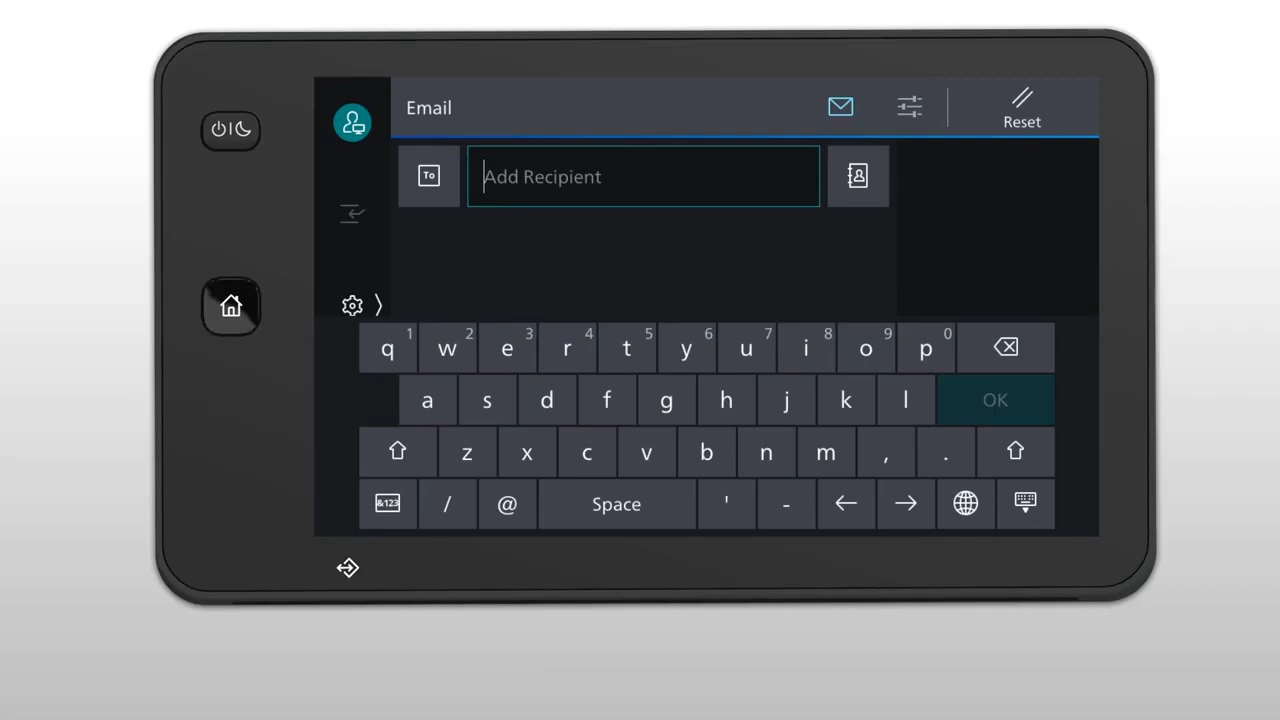 Email
Reset
To
Add Recipient
q 1 w 2 e 3 r 4 t 5 y 6 u 7 i 8 o 9 p 0
a s d f g h j k l OK
z x c v b n m , .
&123 / @ Space ' -